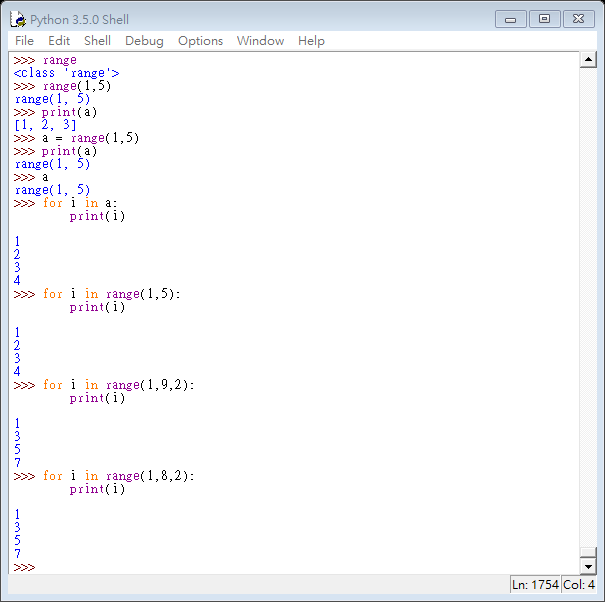 Python 3.5.0 Shell
File Edit Shell Debug Options Window Help
>>> range
<class 'range'>
>>> range(1,5)
range(1, 5)
>>> print(a)
[1, 2, 3]
>>> a = range(1,5)
>>> print(a)
range(1, 5)
>>> a
range(1, 5)
>>> for i in a:
        print(i)
1
2
3
4
>>> for i in range(1,5):
        print(i)
1
2
3
4
>>> for i in range(1,9,2):
        print(i)
1
3
5
7
>>> for i in range(1,8,2):
        print(i)
1
3
5
7
>>>
Ln: 1754 Col: 4